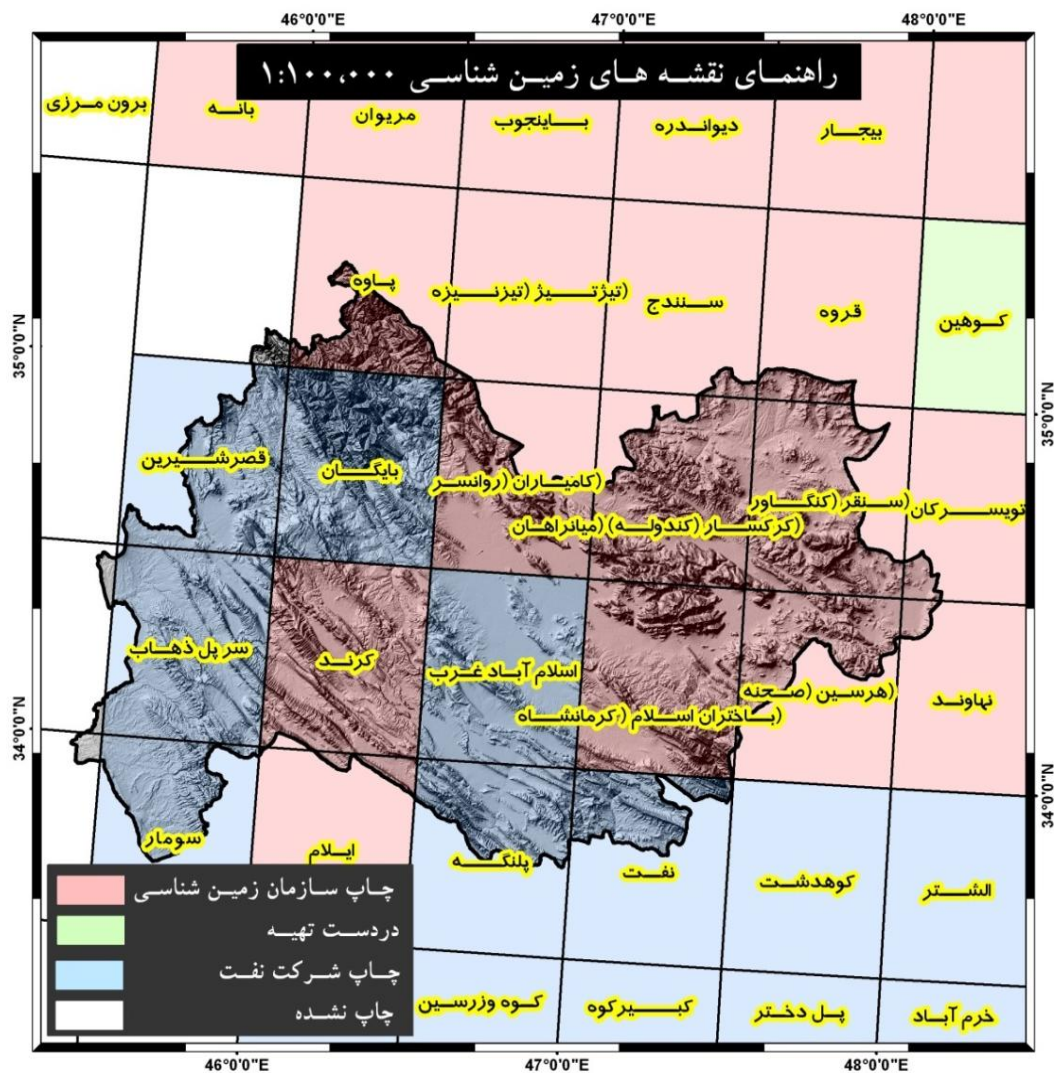 46°0'0"E
47°0'0"E
48°0'0"E
راهنمای نقشه های زمین شناسی ۱:۱۰۰،۰۰۰
برون مرزی
بانه
مریوان
باینجوب
دیواندره
بیجار
پاوه
(تیژتیژ (تیزنیزه
سنندج
قروه
کوهین
35°0'0"N
35°0'0"N
قصرشیرین
بایگان
(کامیاران (روانسر
(کرکسار (کندوله) (میانراهان
(سنقر (کنگاور
تویسرکان
سرپل ذهاب
کرند
اسلام آباد غرب
(باختران اسلام (کرمانشاه
(هرسین (صحنه
نهاوند
34°0'0"N
34°0'0"N
سومار
ایلام
پلنگه
نفت
کوهدشت
الشتر
چاپ سازمان زمین شناسی
دردست تهیه
چاپ شرکت نفت
چاپ نشده
کوه وزرسین
کبیرکوه
پل دختر
خرم آباد
46°0'0"E
47°0'0"E
48°0'0"E